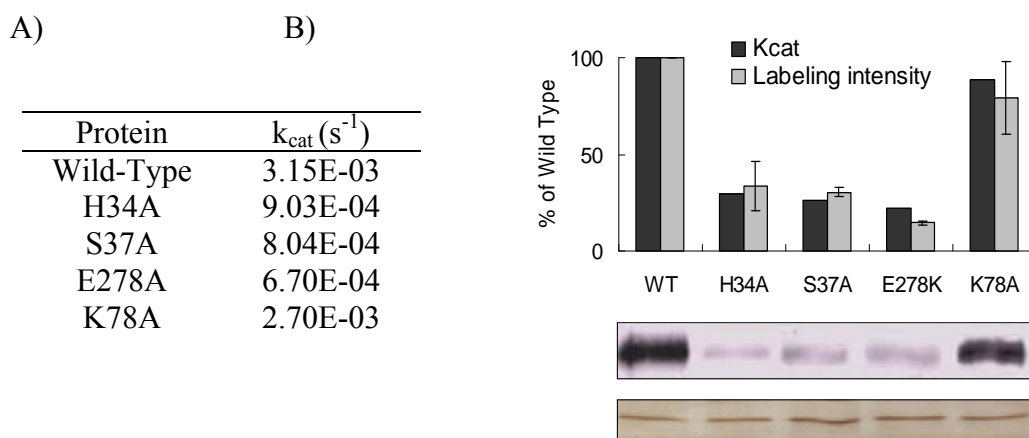 A) B)
Protein k_cat (s^-1)
Wild-Type 3.15E-03
H34A 9.03E-04
S37A 8.04E-04
E278A 6.70E-04
K78A 2.70E-03
Kcat
Labeling intensity
% of Wild Type
100
50
0
WT H34A S37A E278K K78A